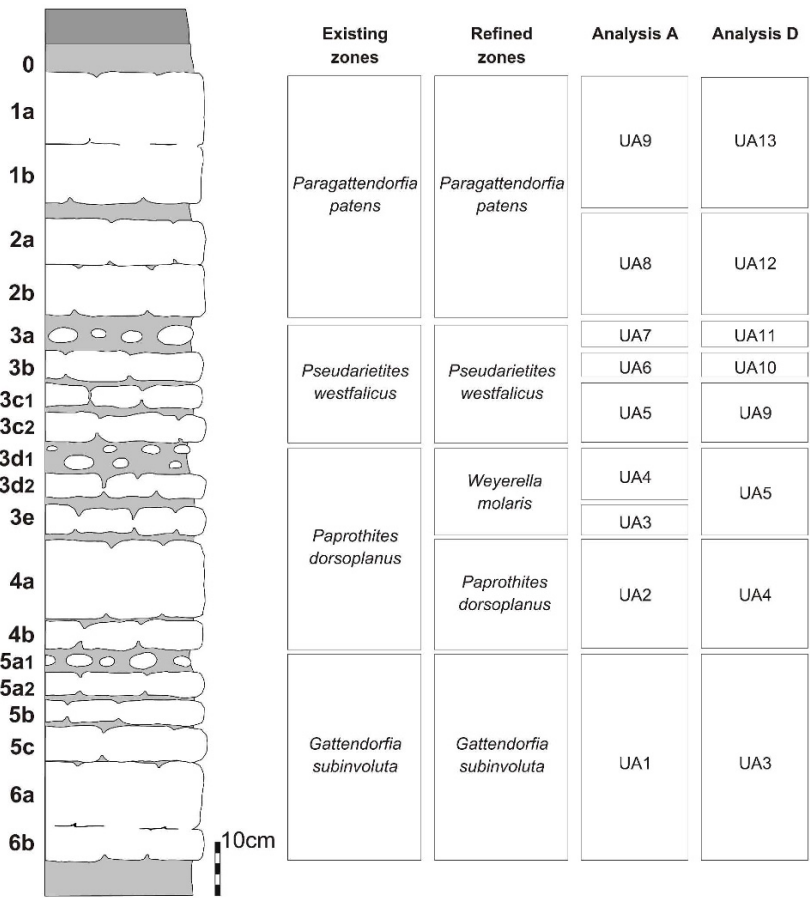 Existing zones
Refined zones
Analysis A
Analysis D
0
1a
1b
2a
2b
3a
3b
3c1
3c2
3d1
3d2
3e
4a
4b
5a1
5a2
5b
5c
6a
6b
10cm
Paragattendorfia patens
Pseudarietites westfalicus
Paprothites dorsoplanus
Gattendorfia subinvoluta
Paragattendorfia patens
Pseudarietites westfalicus
Weyerella molaris
Paprothites dorsoplanus
Gattendorfia subinvoluta
UA9
UA8
UA7
UA6
UA5
UA4
UA3
UA2
UA1
UA13
UA12
UA11
UA10
UA9
UA5
UA4
UA3